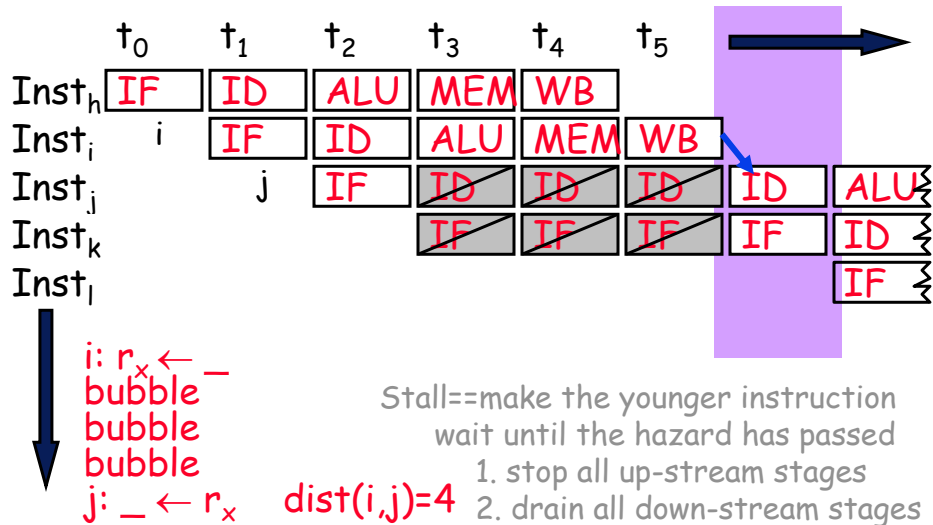 t0 t1 t2 t3 t4 t5
Insth IF ID ALU MEM WB
Insti i IF ID ALU MEM WB
Instj j IF ID ID ID ID ALU
Instk IF IF IF IF ID
Instl IF
i: rx ← _
bubble
bubble
bubble
j: _ ← rx dist(i,j)=4
Stall==make the younger instruction
wait until the hazard has passed
1. stop all up-stream stages
2. drain all down-stream stages